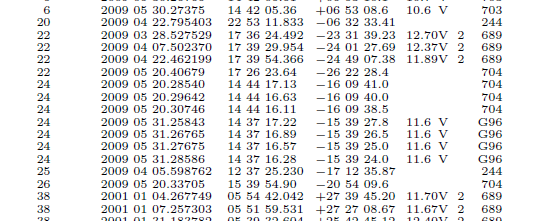 6 2009 05 30.27375 14 42 05.36 +06 53 08.6 10.6 V 703
20 2009 04 22.795403 22 53 11.833 −06 32 33.41 244
22 2009 03 28.527529 17 36 24.492 −23 31 39.23 12.70V 2 689
22 2009 04 07.502370 17 39 29.954 −24 01 27.69 12.37V 2 689
22 2009 04 22.462199 17 39 54.366 −24 49 07.38 11.89V 2 689
22 2009 05 20.40679 17 26 23.64 −26 22 28.4 704
24 2009 05 20.28540 14 44 17.13 −16 09 41.0 704
24 2009 05 20.29642 14 44 16.63 −16 09 40.0 704
24 2009 05 20.30746 14 44 16.11 −16 09 38.5 704
24 2009 05 31.25843 14 37 17.22 −15 39 27.8 11.6 V G96
24 2009 05 31.26765 14 37 16.89 −15 39 26.5 11.6 V G96
24 2009 05 31.27675 14 37 16.57 −15 39 25.0 11.6 V G96
24 2009 05 31.28586 14 37 16.28 −15 39 24.0 11.6 V G96
25 2009 04 05.598762 12 37 25.230 −17 12 35.87 244
26 2009 05 20.33705 15 39 54.90 −20 54 09.6 704
38 2001 01 04.267749 05 54 42.042 +27 39 45.20 11.70V 2 689
38 2001 01 07.257303 05 51 59.531 +27 27 08.67 11.67V 2 689